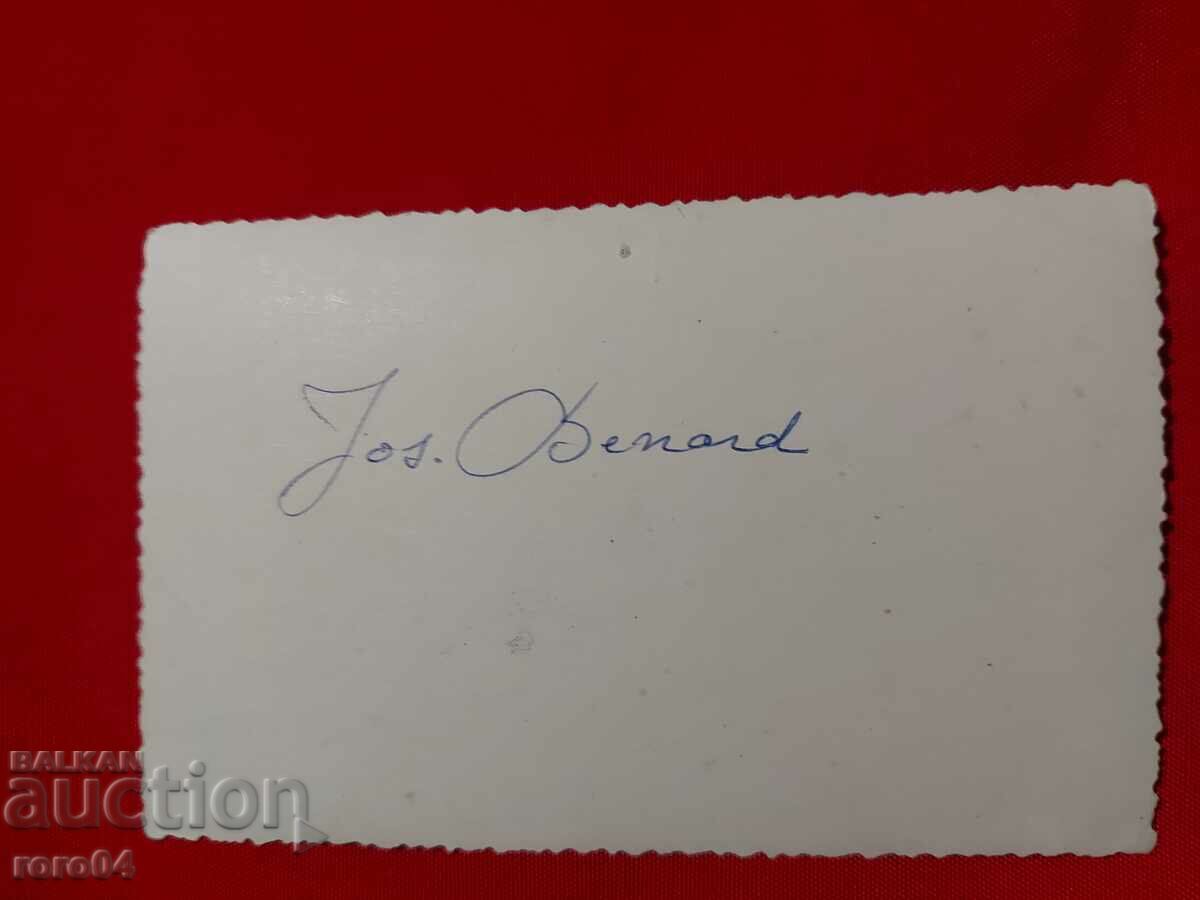 Jos. Benard
BALKAN
auction
roro04